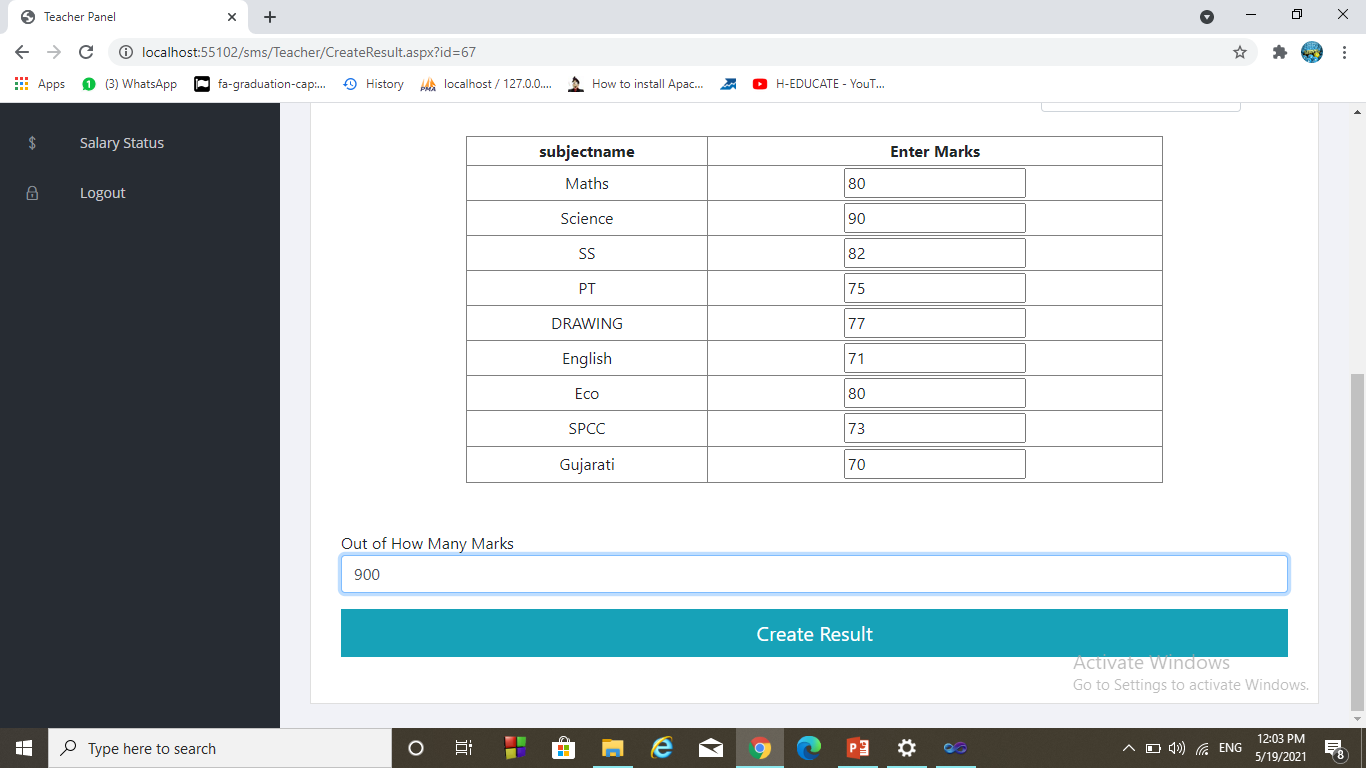 Teacher Panel
localhost:55102/sms/Teacher/CreateResult.aspx?id=67
Apps (3) WhatsApp fa-graduation-cap:... History localhost / 127.0.0.... How to install Apac... H-EDUCATE - YouT...
Salary Status
Logout
subjectname Enter Marks
Maths 80
Science 90
SS 82
PT 75
DRAWING 77
English 71
Eco 80
SPCC 73
Gujarati 70
Out of How Many Marks
900
Create Result
Activate Windows
Go to Settings to activate Windows.
Type here to search
ENG
12:03 PM
5/19/2021
8